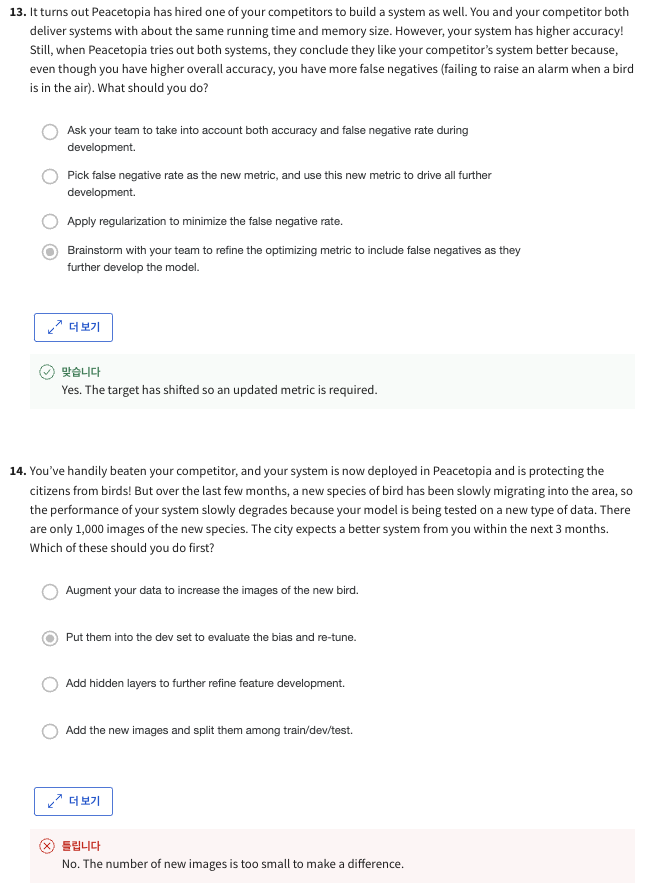 13. It turns out Peacetopia has hired one of your competitors to build a system as well. You and your competitor both
deliver systems with about the same running time and memory size. However, your system has higher accuracy!
Still, when Peacetopia tries out both systems, they conclude they like your competitor's system better because,
even though you have higher overall accuracy, you have more false negatives (failing to raise an alarm when a bird
is in the air). What should you do?
Ask your team to take into account both accuracy and false negative rate during
development.
Pick false negative rate as the new metric, and use this new metric to drive all further
development.
Apply regularization to minimize the false negative rate.
Brainstorm with your team to refine the optimizing metric to include false negatives as they
further develop the model.
더 보기
맞습니다
Yes. The target has shifted so an updated metric is required.
14. You've handily beaten your competitor, and your system is now deployed in Peacetopia and is protecting the
citizens from birds! But over the last few months, a new species of bird has been slowly migrating into the area, so
the performance of your system slowly degrades because your model is being tested on a new type of data. There
are only 1,000 images of the new species. The city expects a better system from you within the next 3 months.
Which of these should you do first?
Augment your data to increase the images of the new bird.
Put them into the dev set to evaluate the bias and re-tune.
Add hidden layers to further refine feature development.
Add the new images and split them among train/dev/test.
더 보기
틀립니다
No. The number of new images is too small to make a difference.